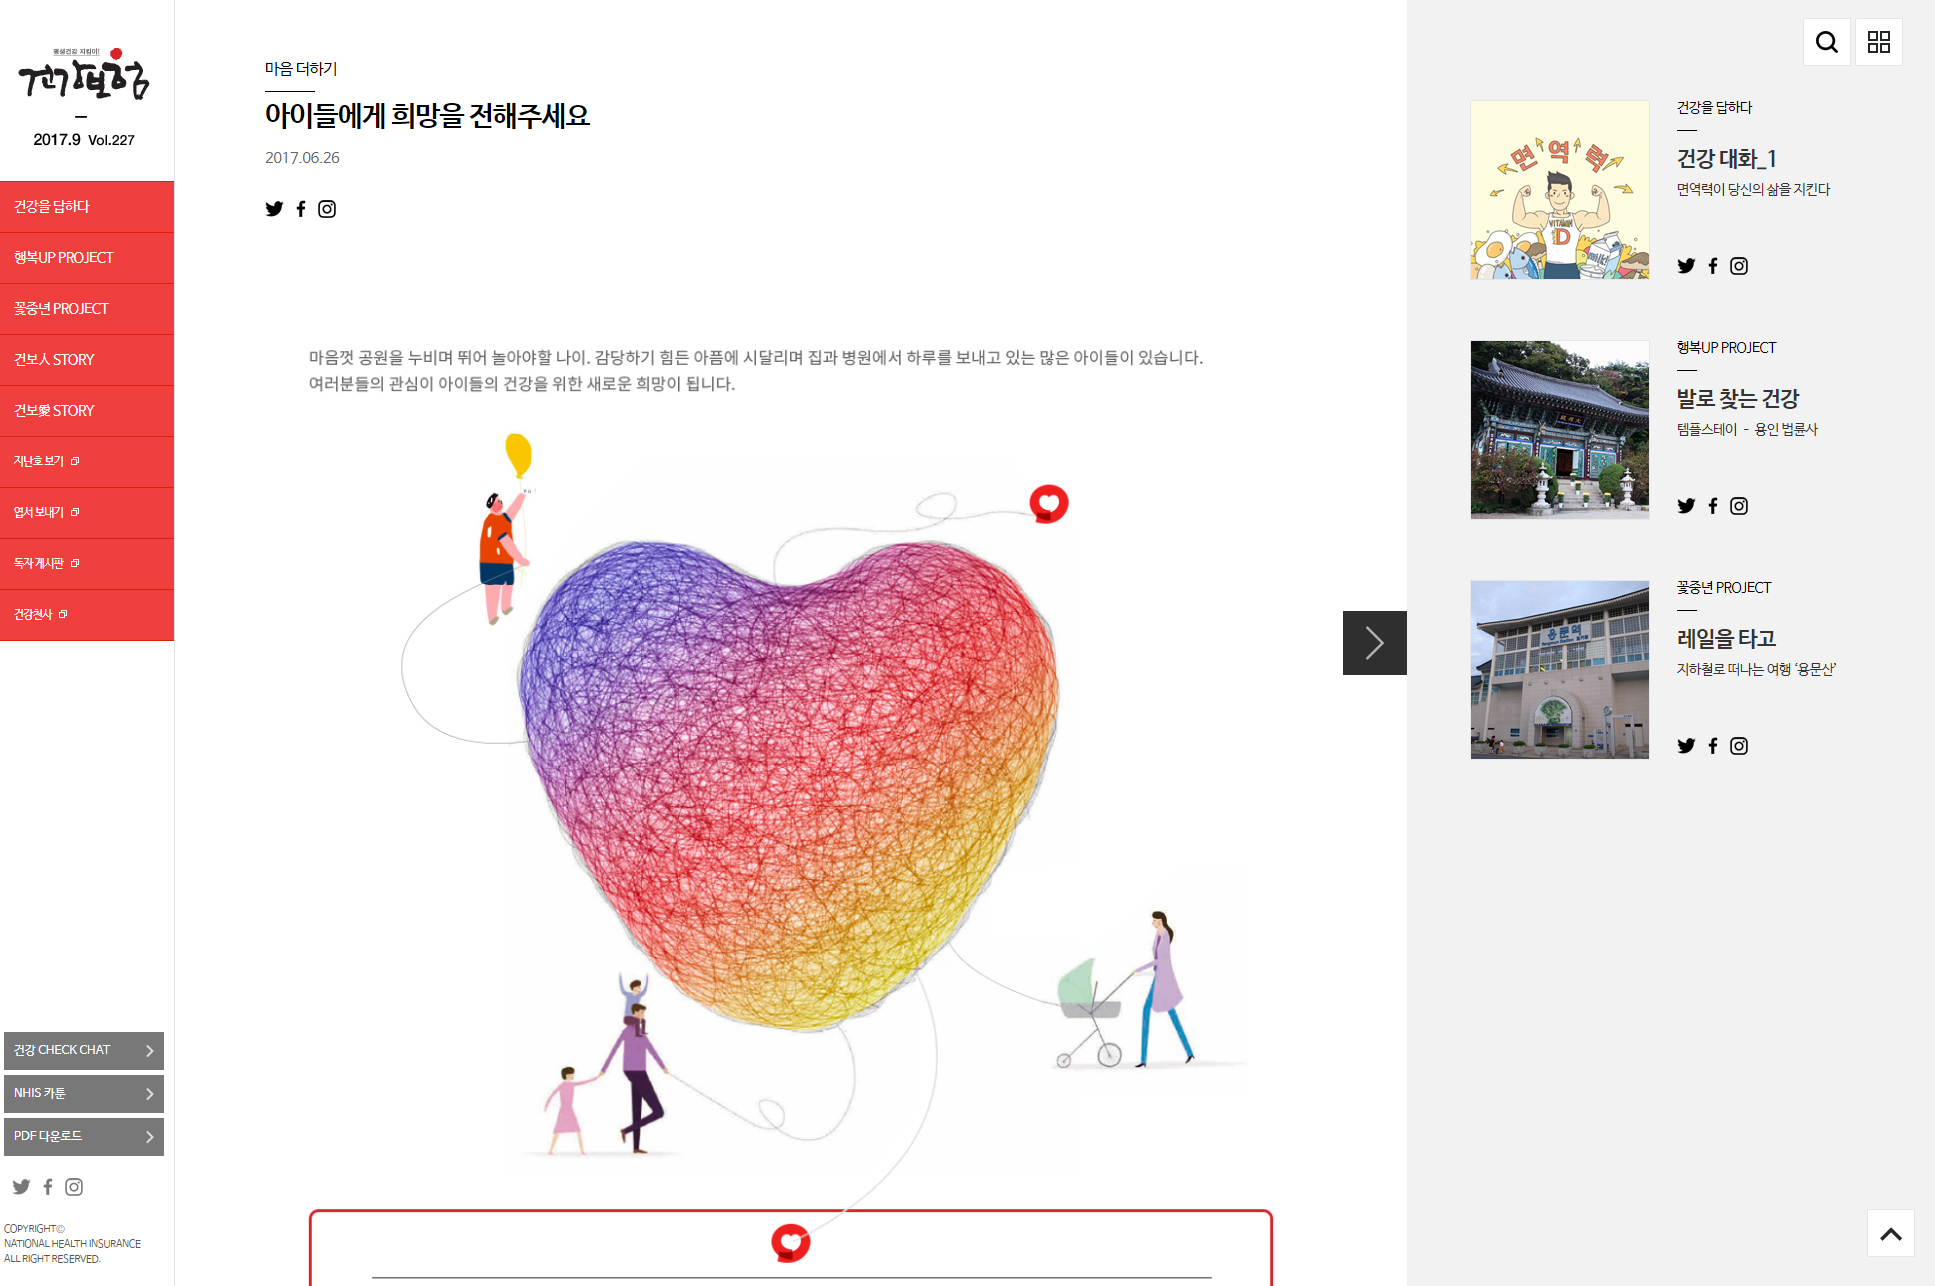 평생건강 지킴이!
건강보험
2017.9 Vol.227
건강을 답하다
행복UP PROJECT
꽃중년 PROJECT
건보人 STORY
건보愛 STORY
지난호 보기
엽서 보내기
독자 게시판
건강천사
건강 CHECK CHAT
NHIS 카툰
PDF 다운로드
COPYRIGHT©
NATIONAL HEALTH INSURANCE
ALL RIGHT RESERVED.
마음 더하기
아이들에게 희망을 전해주세요
2017.06.26
마음껏 공원을 누비며 뛰어 놀아야할 나이. 감당하기 힘든 아픔에 시달리며 집과 병원에서 하루를 보내고 있는 많은 아이들이 있습니다.
여러분들의 관심이 아이들의 건강을 위한 새로운 희망이 됩니다.
면역력
VITAMIN
D
milk
건강을 답하다
건강 대화_1
면역력이 당신의 삶을 지킨다
행복UP PROJECT
발로 찾는 건강
템플스테이 - 용인 법륜사
꽃중년 PROJECT
용문역
레일을 타고
지하철로 떠나는 여행 ‘용문산’